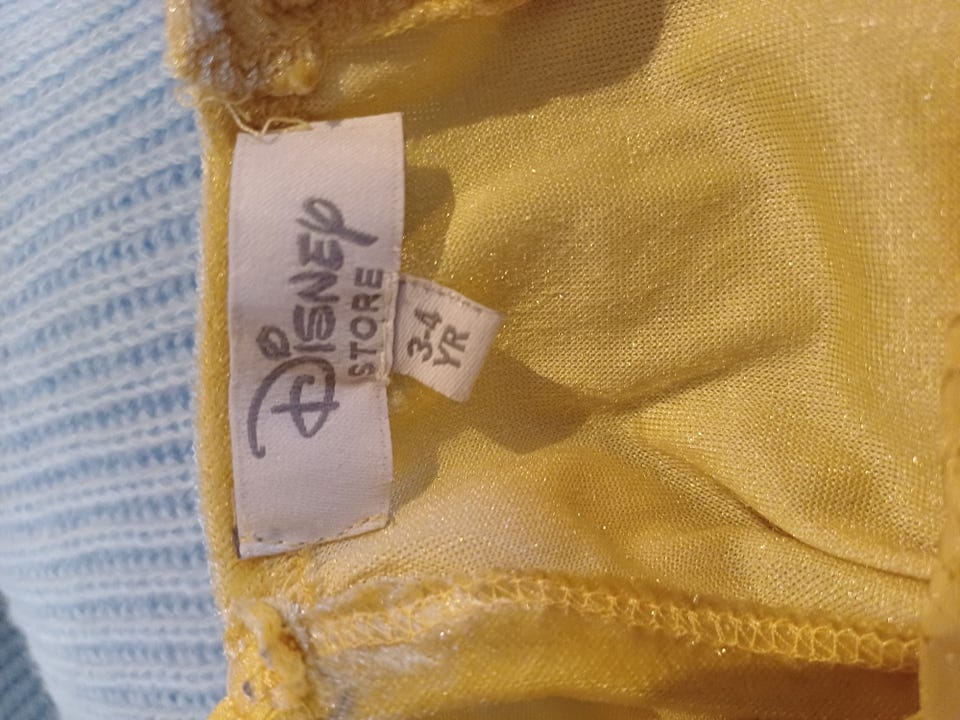 Disney
STORE
3-4
YR